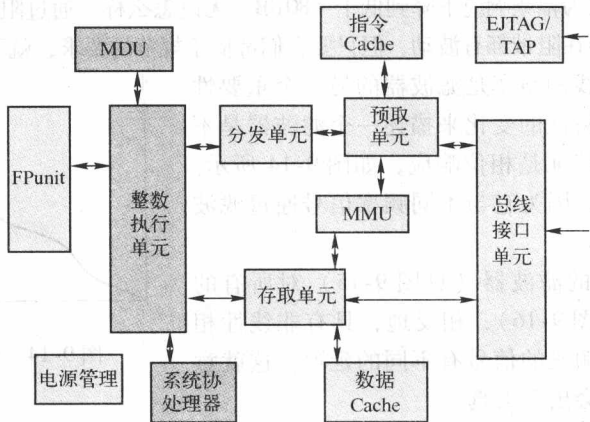 指令
Cache
EJTAG/
TAP
MDU
分发单元
预取
单元
FPunit
整数
执行
单元
MMU
总线
接口
单元
存取单元
电源管理
系统协
处理器
数据
Cache